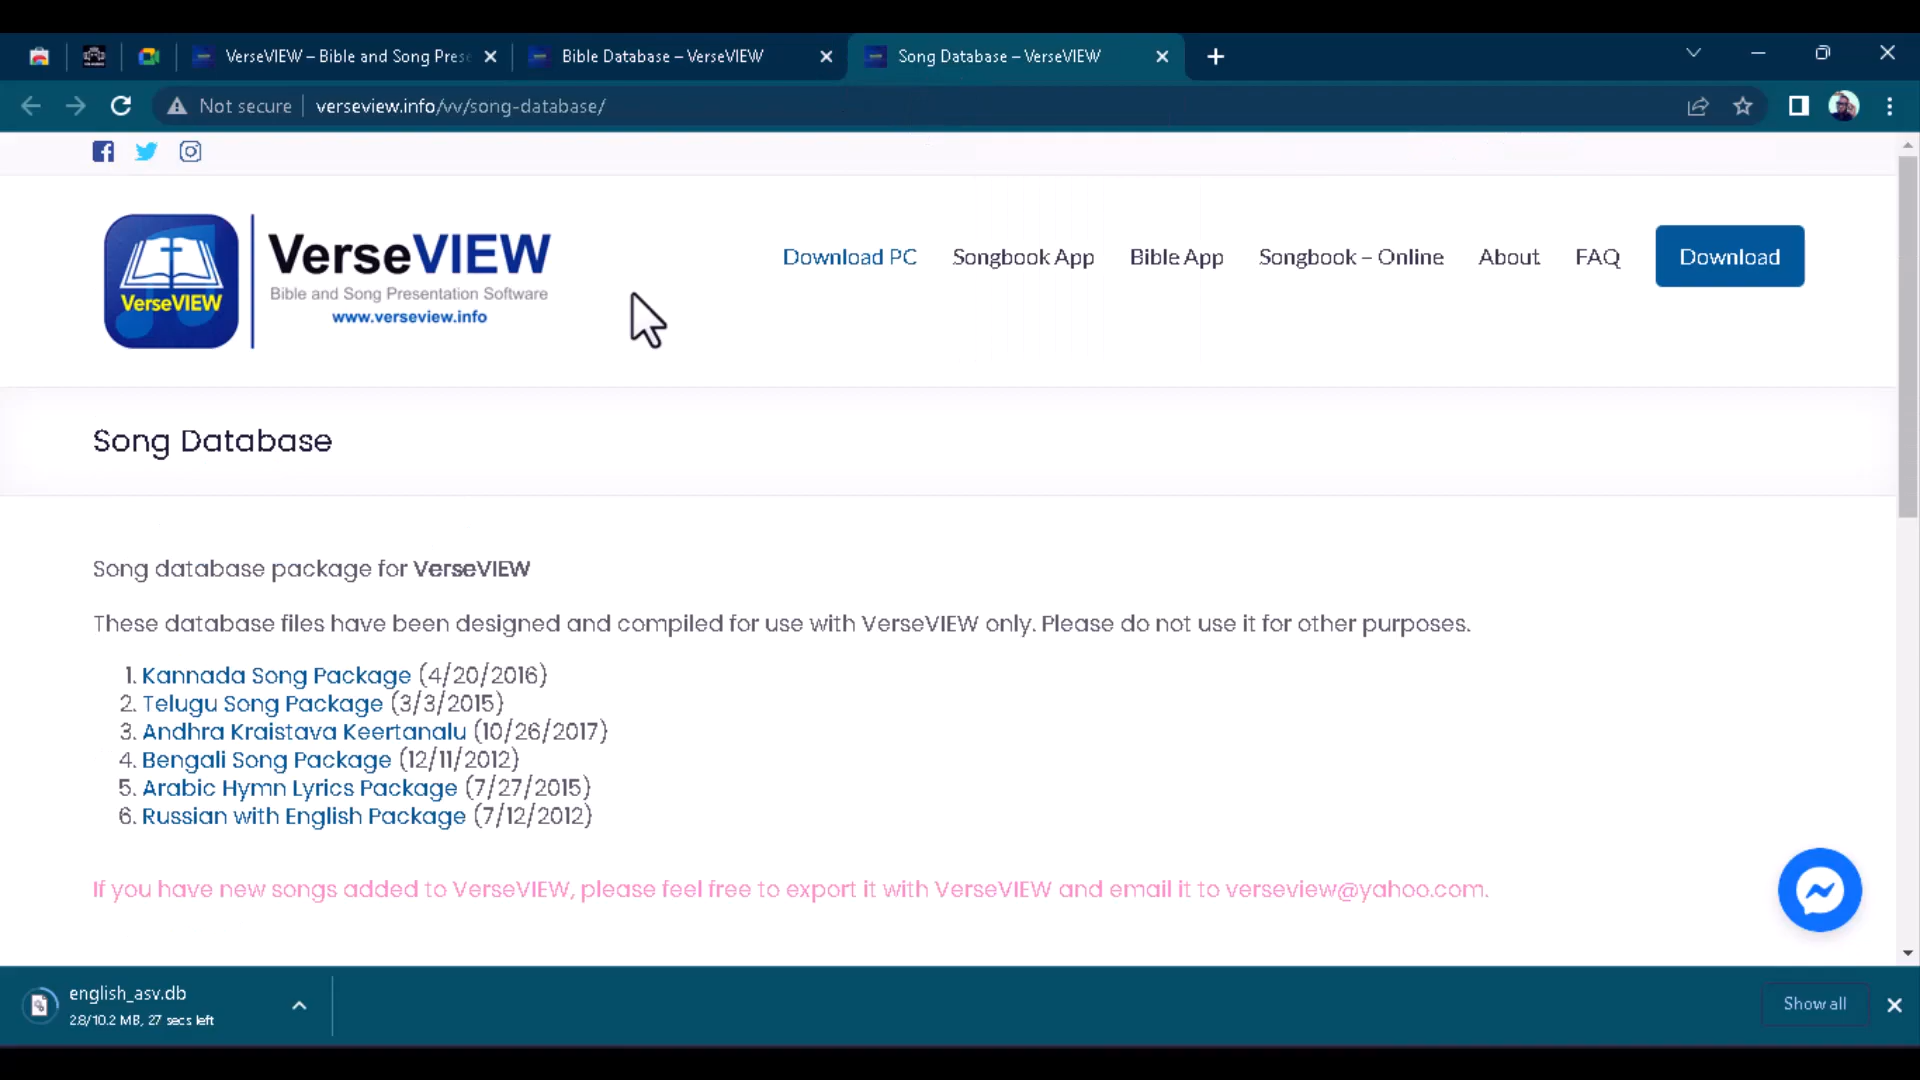 VerseVIEW – Bible and Song Prese
Bible Database – VerseVIEW
Song Database – VerseVIEW
Not secure
verseview.info/vv/song-database/
VerseVIEW
VerseVIEW
Bible and Song Presentation Software
www.verseview.info
Download PC
Songbook App
Bible App
Songbook – Online
About
FAQ
Download
Song Database
Song database package for VerseVIEW
These database files have been designed and compiled for use with VerseVIEW only. Please do not use it for other purposes.
1. Kannada Song Package (4/20/2016)
2. Telugu Song Package (3/3/2015)
3. Andhra Kraistava Keertanalu (10/26/2017)
4. Bengali Song Package (12/11/2012)
5. Arabic Hymn Lyrics Package (7/27/2015)
6. Russian with English Package (7/12/2012)
If you have new songs added to VerseVIEW, please feel free to export it with VerseVIEW and email it to verseview@yahoo.com.
english_asv.db
2.8/10.2 MB, 27 secs left
Show all